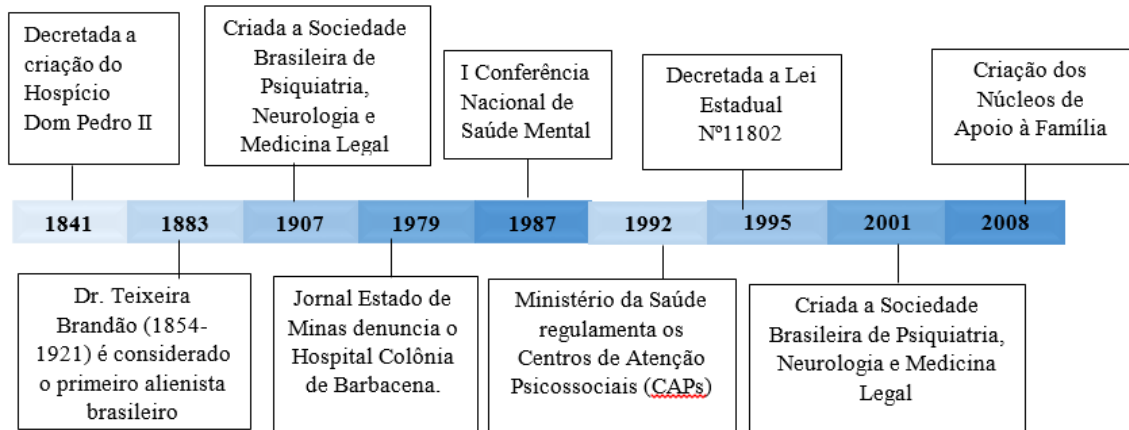 Decretada a
criação do
Hospício
Dom Pedro II
Criada a Sociedade
Brasileira de
Psiquiatria,
Neurologia e
Medicina Legal
I Conferência
Nacional de
Saúde Mental
Decretada a Lei
Estadual
Nº11802
Criação dos
Núcleos de
Apoio à Família
1841 1883 1907 1979 1987 1992 1995 2001 2008
Dr. Teixeira
Brandão (1854-
1921) é considerado
o primeiro alienista
brasileiro
Jornal Estado de
Minas denuncia o
Hospital Colônia
de Barbacena.
Ministério da Saúde
regulamenta os
Centros de Atenção
Psicossociais (CAPs)
Criada a Sociedade
Brasileira de Psiquiatria,
Neurologia e Medicina
Legal